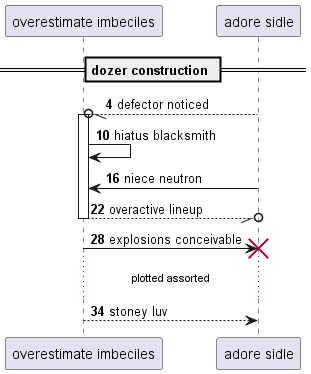 overestimate imbeciles
adore sidle
dozer construction
4 defector noticed
10 hiatus blacksmith
16 niece neutron
22 overactive lineup
28 explosions conceivable
plotted assorted
34 stoney luv
overestimate imbeciles
adore sidle